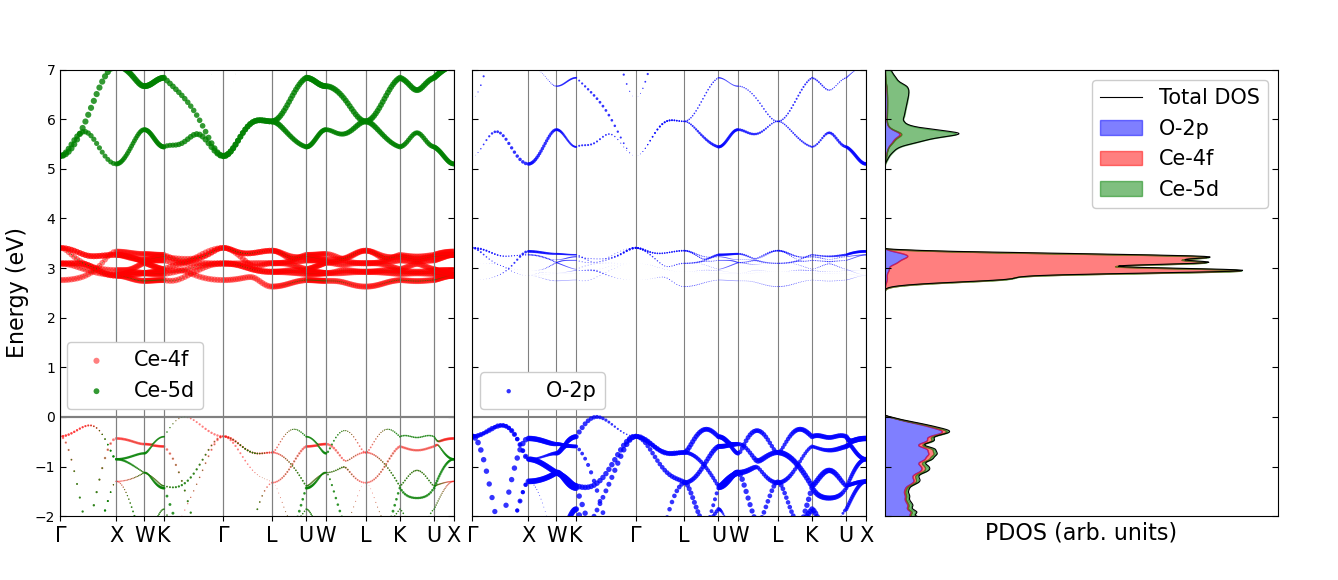 Energy (eV)
7
6
5
4
3
2
1
0
−1
−2
Ce-4f
Ce-5d
Γ X W K Γ L U W L K U X
O-2p
Γ X W K Γ L U W L K U X
Total DOS
O-2p
Ce-4f
Ce-5d
PDOS (arb. units)